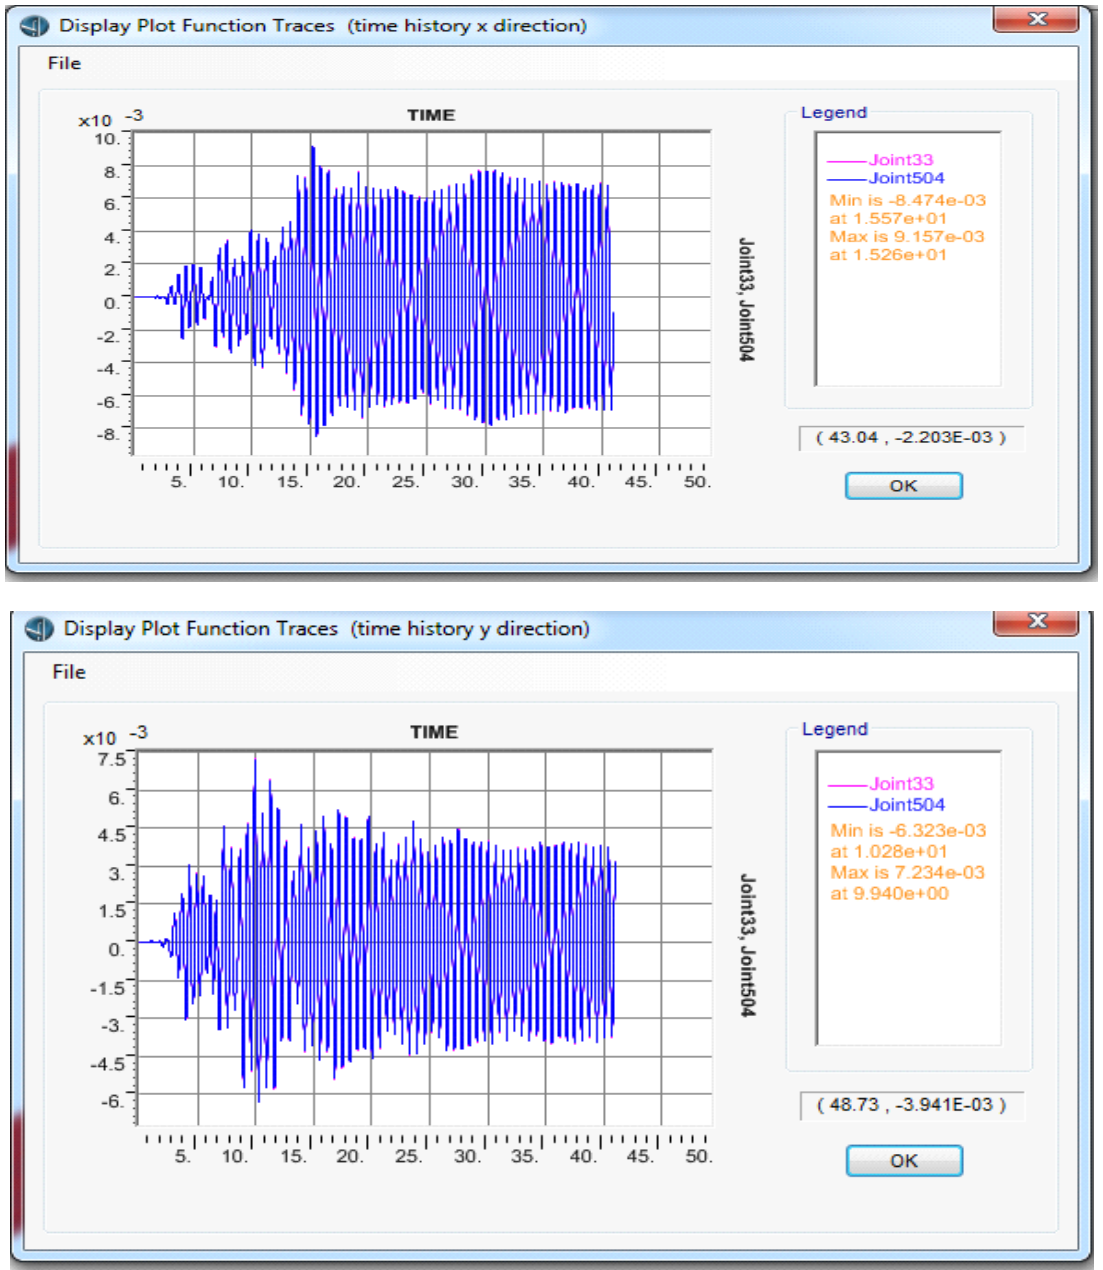 Display Plot Function Traces (time history x direction)
File
x10 -3
TIME
Legend
10.
8.
6.
4.
2.
0.
-2.
-4.
-6.
-8.
Joint33
Joint504
Min is -8.474e-03
at 1.557e+01
Max is 9.157e-03
at 1.526e+01
Joint33, Joint504
( 43.04 , -2.203E-03 )
5. 10. 15. 20. 25. 30. 35. 40. 45. 50.
OK
Display Plot Function Traces (time history y direction)
File
x10 -3
TIME
Legend
7.5
6.
4.5
3.
1.5
0.
-1.5
-3.
-4.5
-6.
Joint33
Joint504
Min is -6.323e-03
at 1.028e+01
Max is 7.234e-03
at 9.940e+00
Joint33, Joint504
( 48.73 , -3.941E-03 )
5. 10. 15. 20. 25. 30. 35. 40. 45. 50.
OK